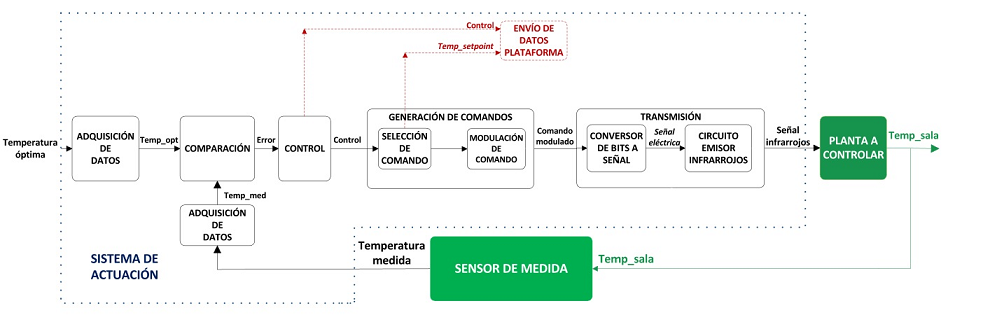 Control
ENVÍO DE
DATOS
PLATAFORMA
Temp_setpoint
Temperatura
óptima
ADQUISICIÓN
DE
DATOS
Temp_opt
COMPARACIÓN
Error
CONTROL
Control
GENERACIÓN DE COMANDOS
SELECCIÓN
DE
COMANDO
MODULACIÓN
DE
COMANDO
Comando
modulado
TRANSMISIÓN
CONVERSOR
DE BITS A
SEÑAL
Señal
eléctrica
CIRCUITO
EMISOR
INFRARROJOS
Señal
infrarrojos
PLANTA A
CONTROLAR
Temp_sala
Temp_med
ADQUISICIÓN
DE
DATOS
SISTEMA DE
ACTUACIÓN
Temperatura
medida
SENSOR DE MEDIDA
Temp_sala